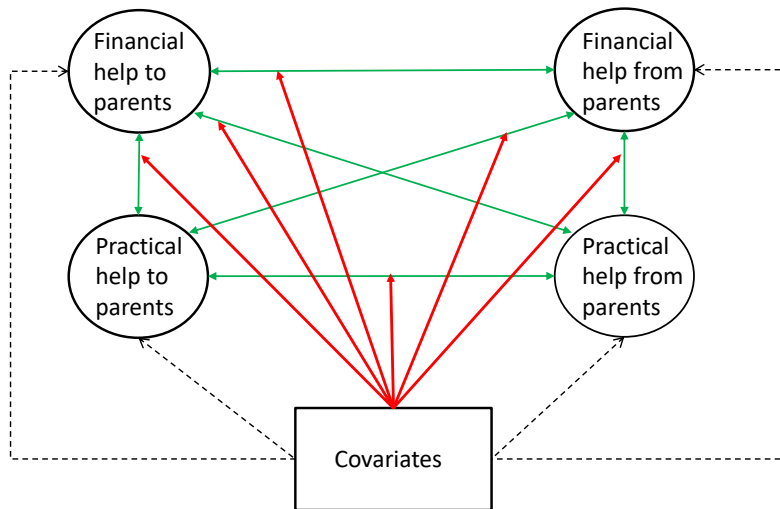 Financial
help to
parents
Financial
help from
parents
Practical
help to
parents
Practical
help from
parents
Covariates